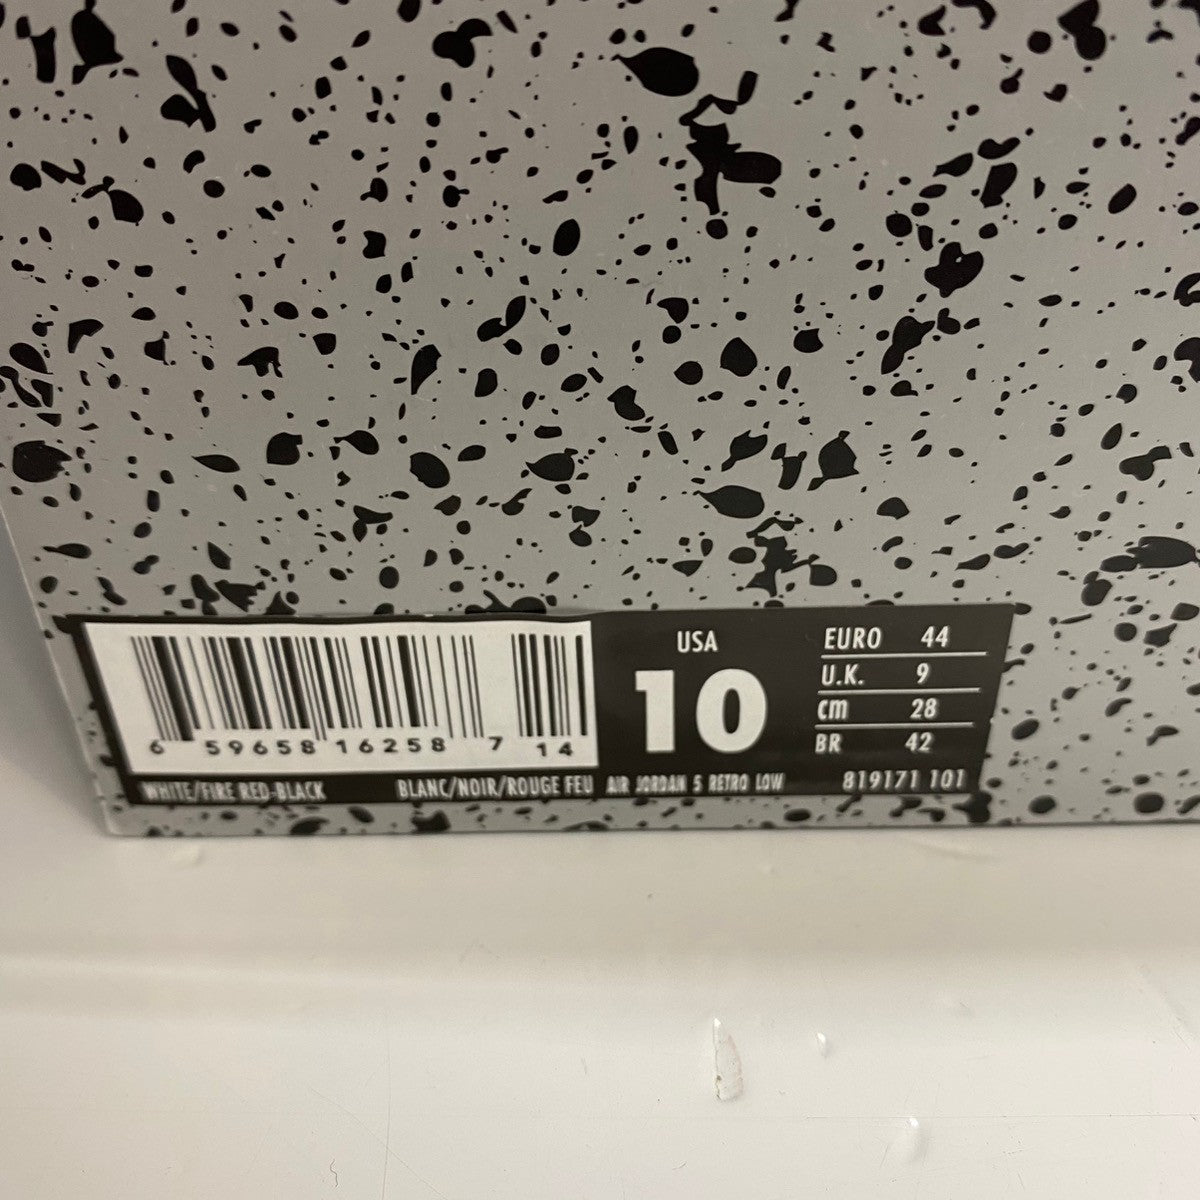 USA
10
EURO 44
U.K. 9
cm 28
BR 42
6 59658 16258 7 14
WHITE/FIRE RED-BLACK BLANC/NOIR/ROUGE FEU AIR JORDAN 5 RETRO LOW 819171 101